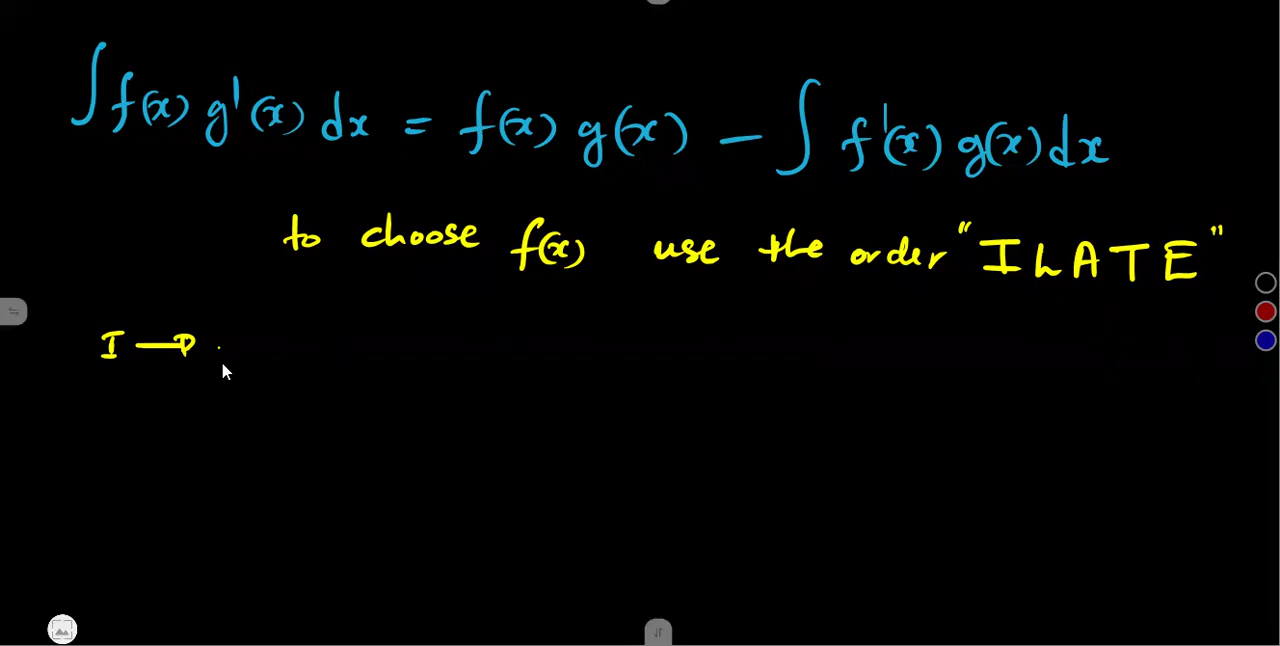 ∫f(x) g'(x) dx = f(x) g(x) − ∫ f'(x) g(x) dx
to choose f(x) use the order "ILATE"
I →